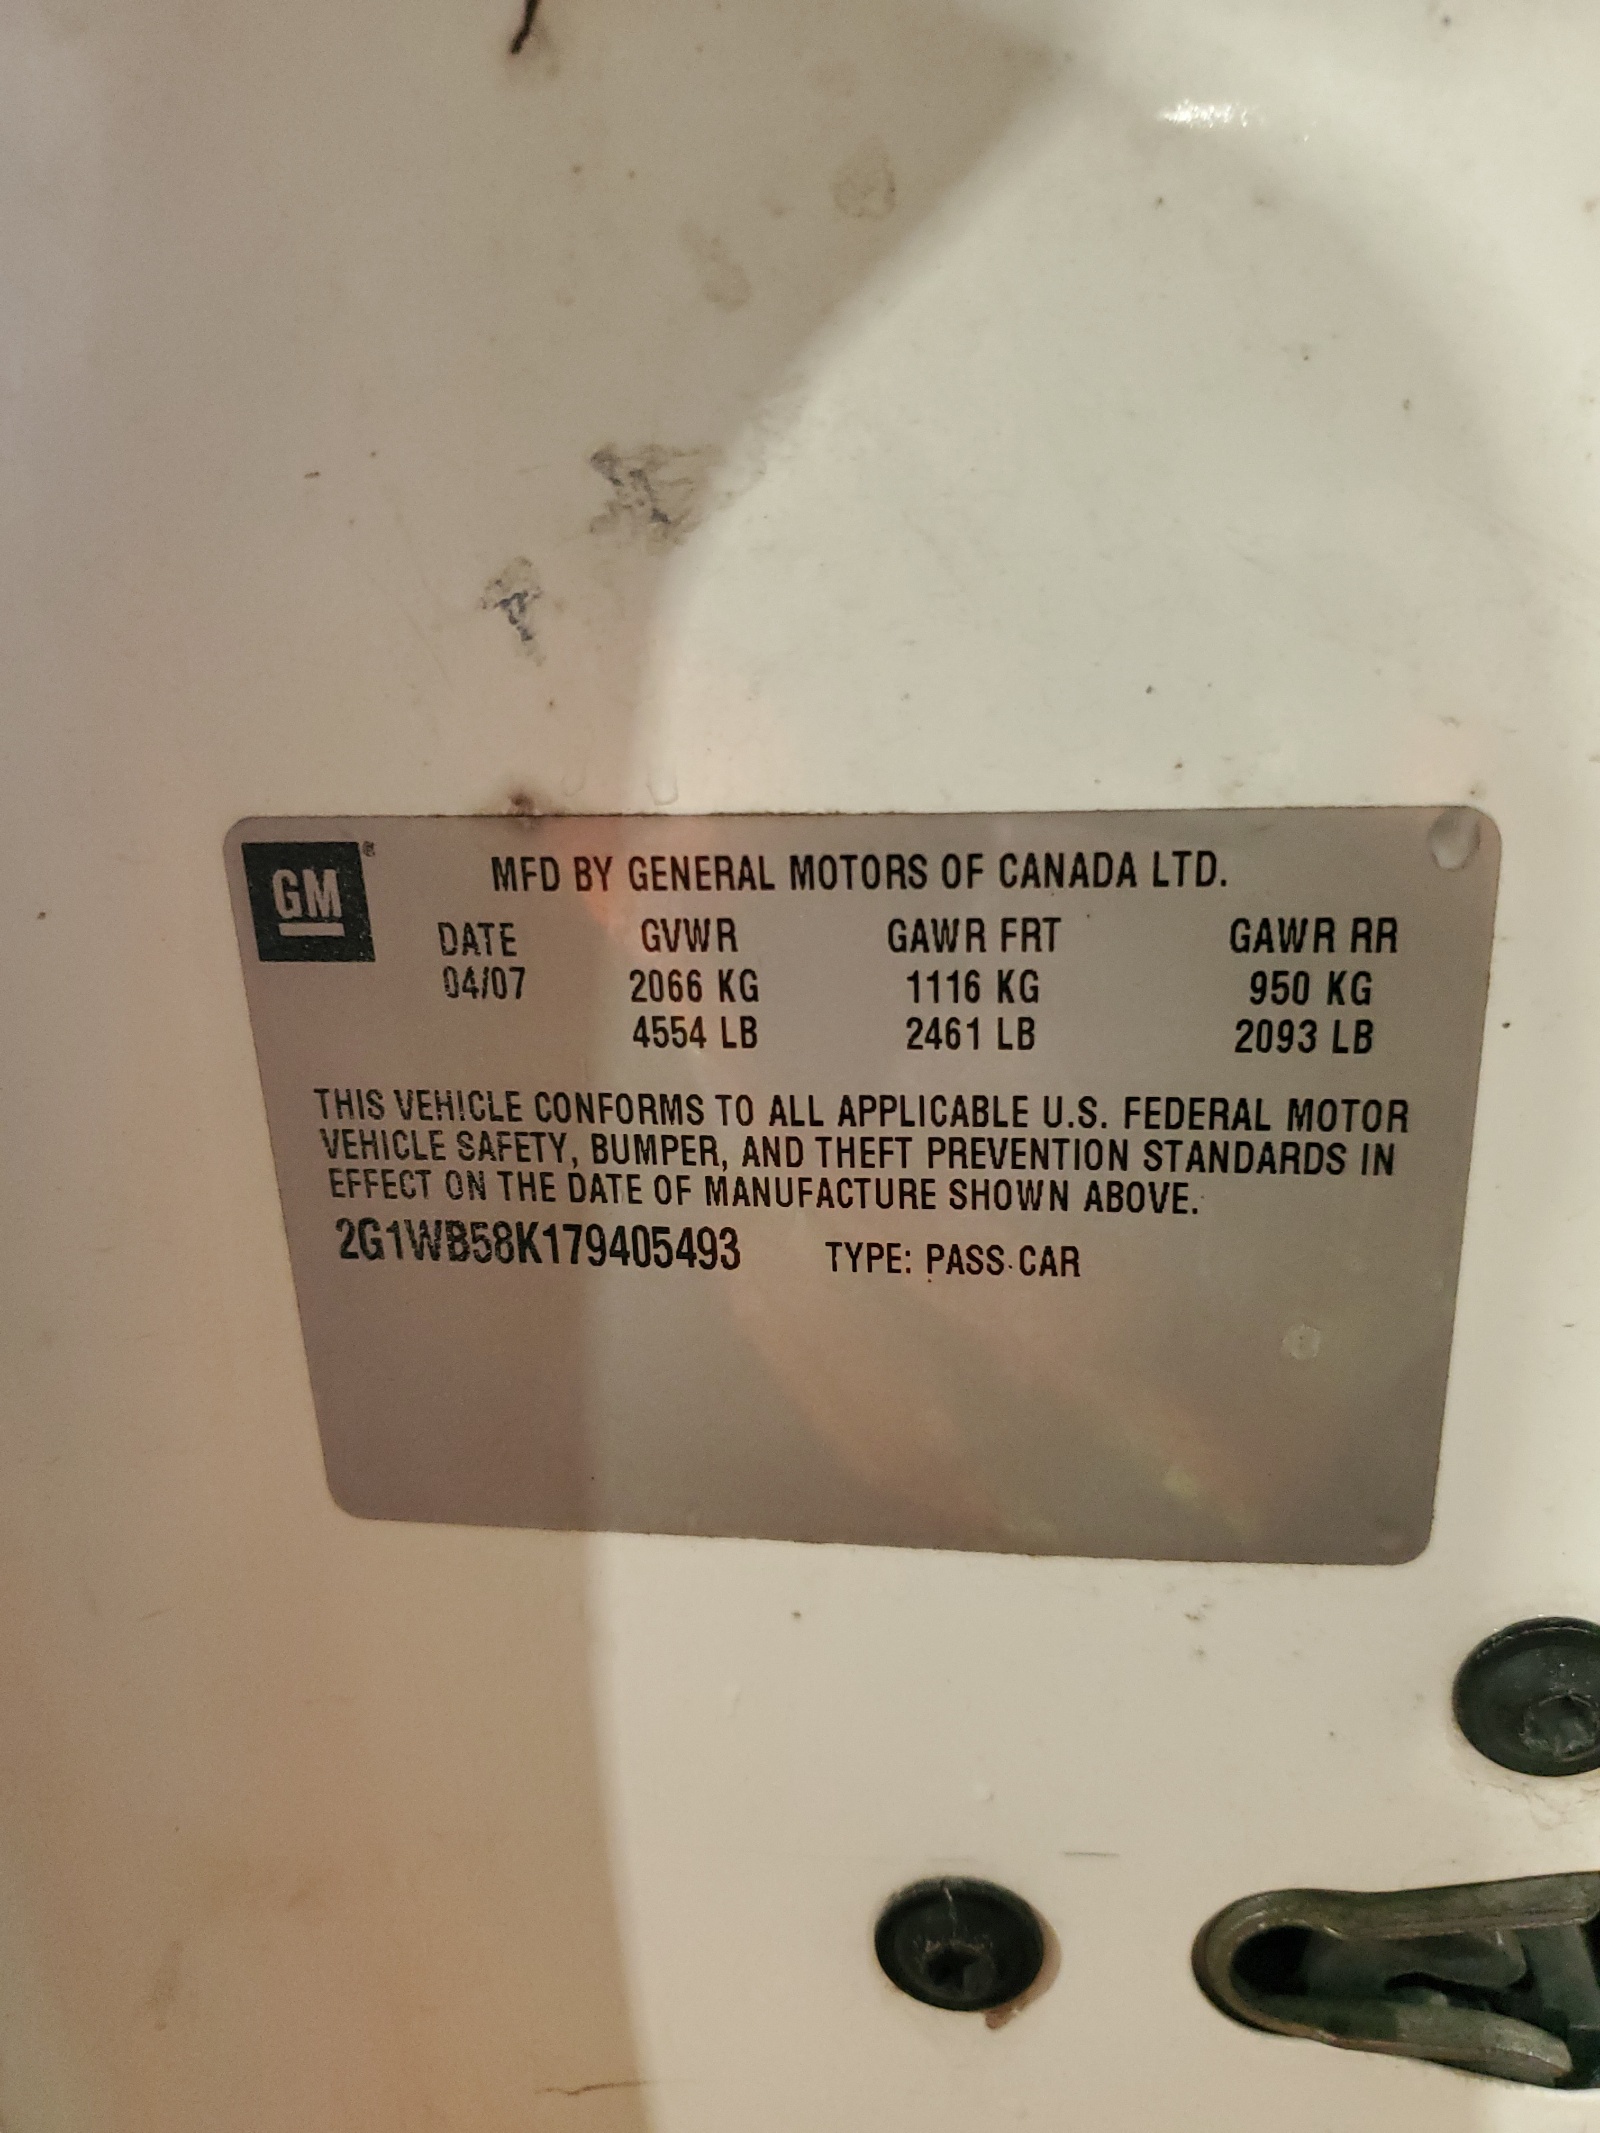 GM®
MFD BY GENERAL MOTORS OF CANADA LTD.
DATE GVWR GAWR FRT GAWR RR
04/07 2066 KG 1116 KG 950 KG
4554 LB 2461 LB 2093 LB
THIS VEHICLE CONFORMS TO ALL APPLICABLE U.S. FEDERAL MOTOR
VEHICLE SAFETY, BUMPER, AND THEFT PREVENTION STANDARDS IN
EFFECT ON THE DATE OF MANUFACTURE SHOWN ABOVE.
2G1WB58K179405493 TYPE: PASS CAR